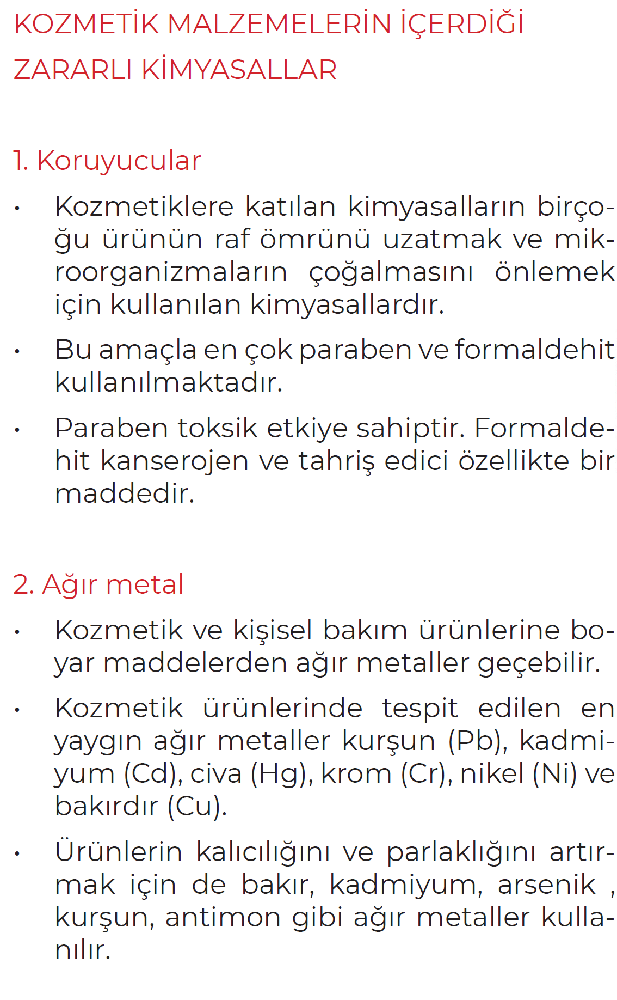 KOZMETİK MALZEMELERİN İÇERDİĞİ
ZARARLI KİMYASALLAR
1. Koruyucular
• Kozmetiklere katılan kimyasalların birço-
ğu ürünün raf ömrünü uzatmak ve mik-
roorganizmaların çoğalmasını önlemek
için kullanılan kimyasallardır.
• Bu amaçla en çok paraben ve formaldehit
kullanılmaktadır.
• Paraben toksik etkiye sahiptir. Formalde-
hit kanserojen ve tahriş edici özellikte bir
maddedir.
2. Ağır metal
• Kozmetik ve kişisel bakım ürünlerine bo-
yar maddelerden ağır metaller geçebilir.
• Kozmetik ürünlerinde tespit edilen en
yaygın ağır metaller kurşun (Pb), kadmi-
yum (Cd), civa (Hg), krom (Cr), nikel (Ni) ve
bakırdır (Cu).
• Ürünlerin kalıcılığını ve parlaklığını artır-
mak için de bakır, kadmiyum, arsenik ,
kurşun, antimon gibi ağır metaller kulla-
nılır.